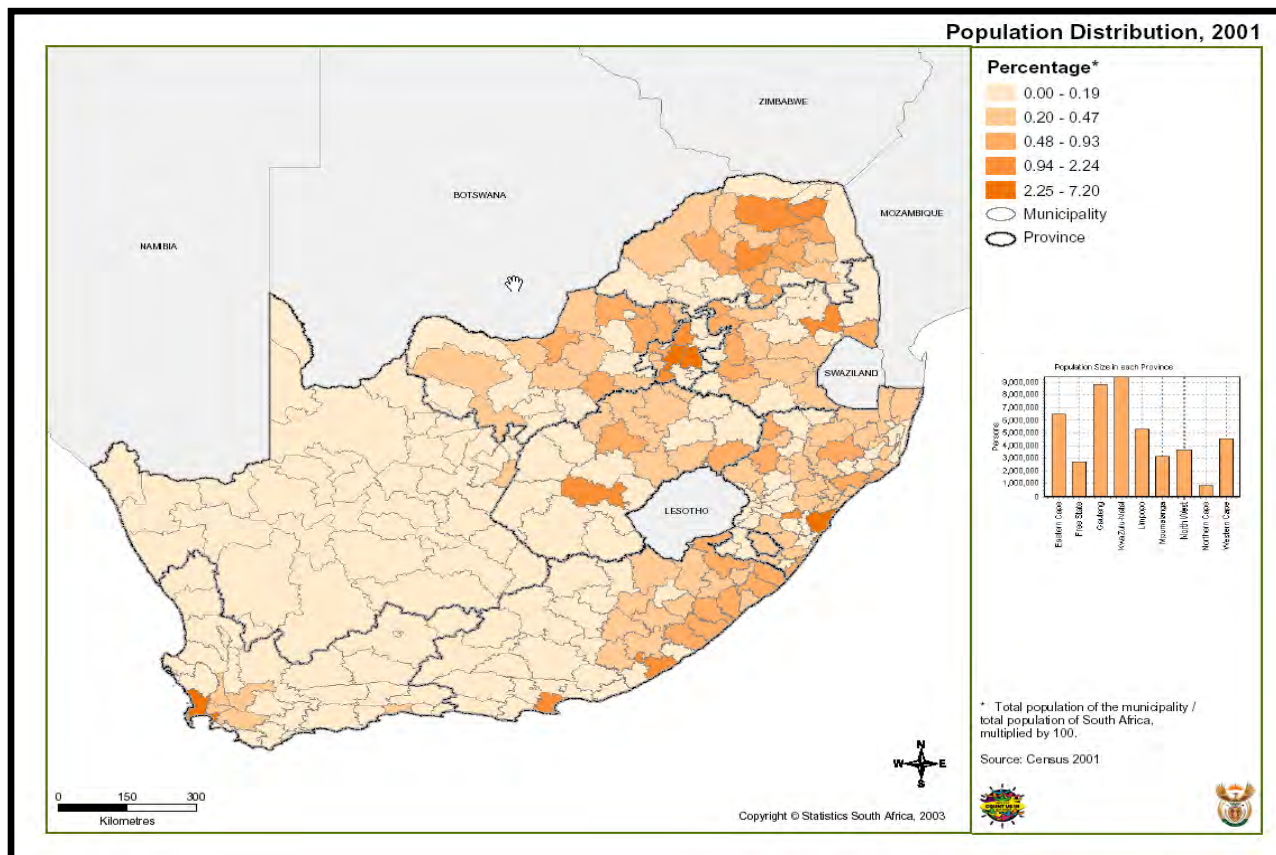 Population Distribution, 2001
Percentage*
0.00 - 0.19
0.20 - 0.47
0.48 - 0.93
0.94 - 2.24
2.25 - 7.20
Municipality
Province
ZIMBABWE
BOTSWANA
MOZAMBIQUE
NAMIBIA
SWAZILAND
LESOTHO
Population Size in each Province
9,000,000
8,000,000
7,000,000
6,000,000
5,000,000
4,000,000
3,000,000
2,000,000
1,000,000
0
Persons
Eastern Cape
Free State
Gauteng
KwaZulu-Natal
Limpopo
Mpumalanga
North West
Northern Cape
Western Cape
* Total population of the municipality /
total population of South Africa,
multiplied by 100.
Source: Census 2001
N
W E
S
0 150 300
Kilometres
Copyright © Statistics South Africa, 2003
COUNT US IN